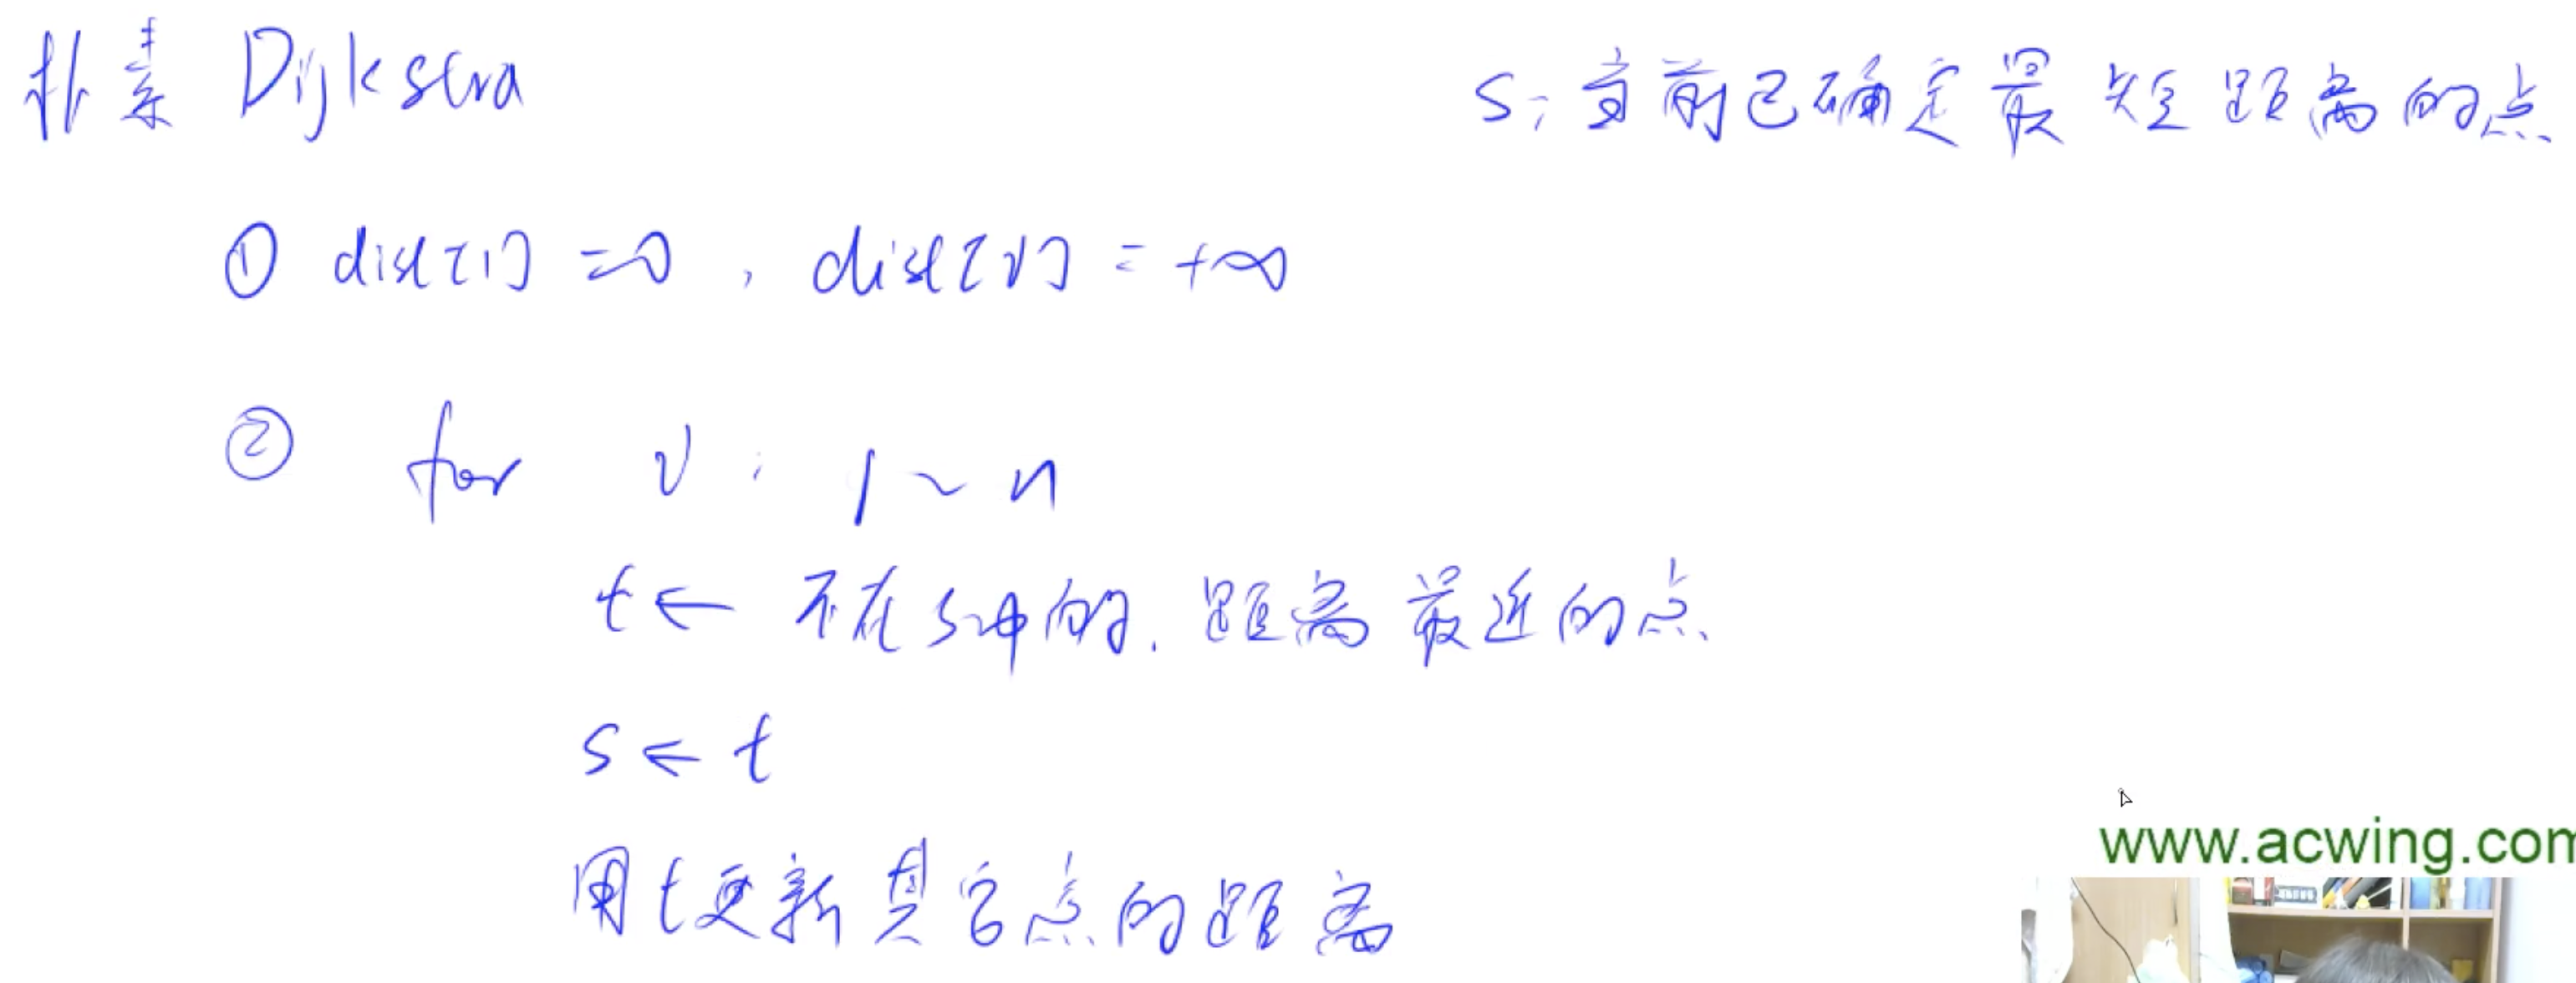 朴素 Dijkstra
s: 当前已确定最短距离的点
① dist[1] = 0, dist[i] = +∞
② for i: 1 ~ n
t ← 不在s中的, 距离最近的点
s ← t
用t更新其它点的距离
www.acwing.com